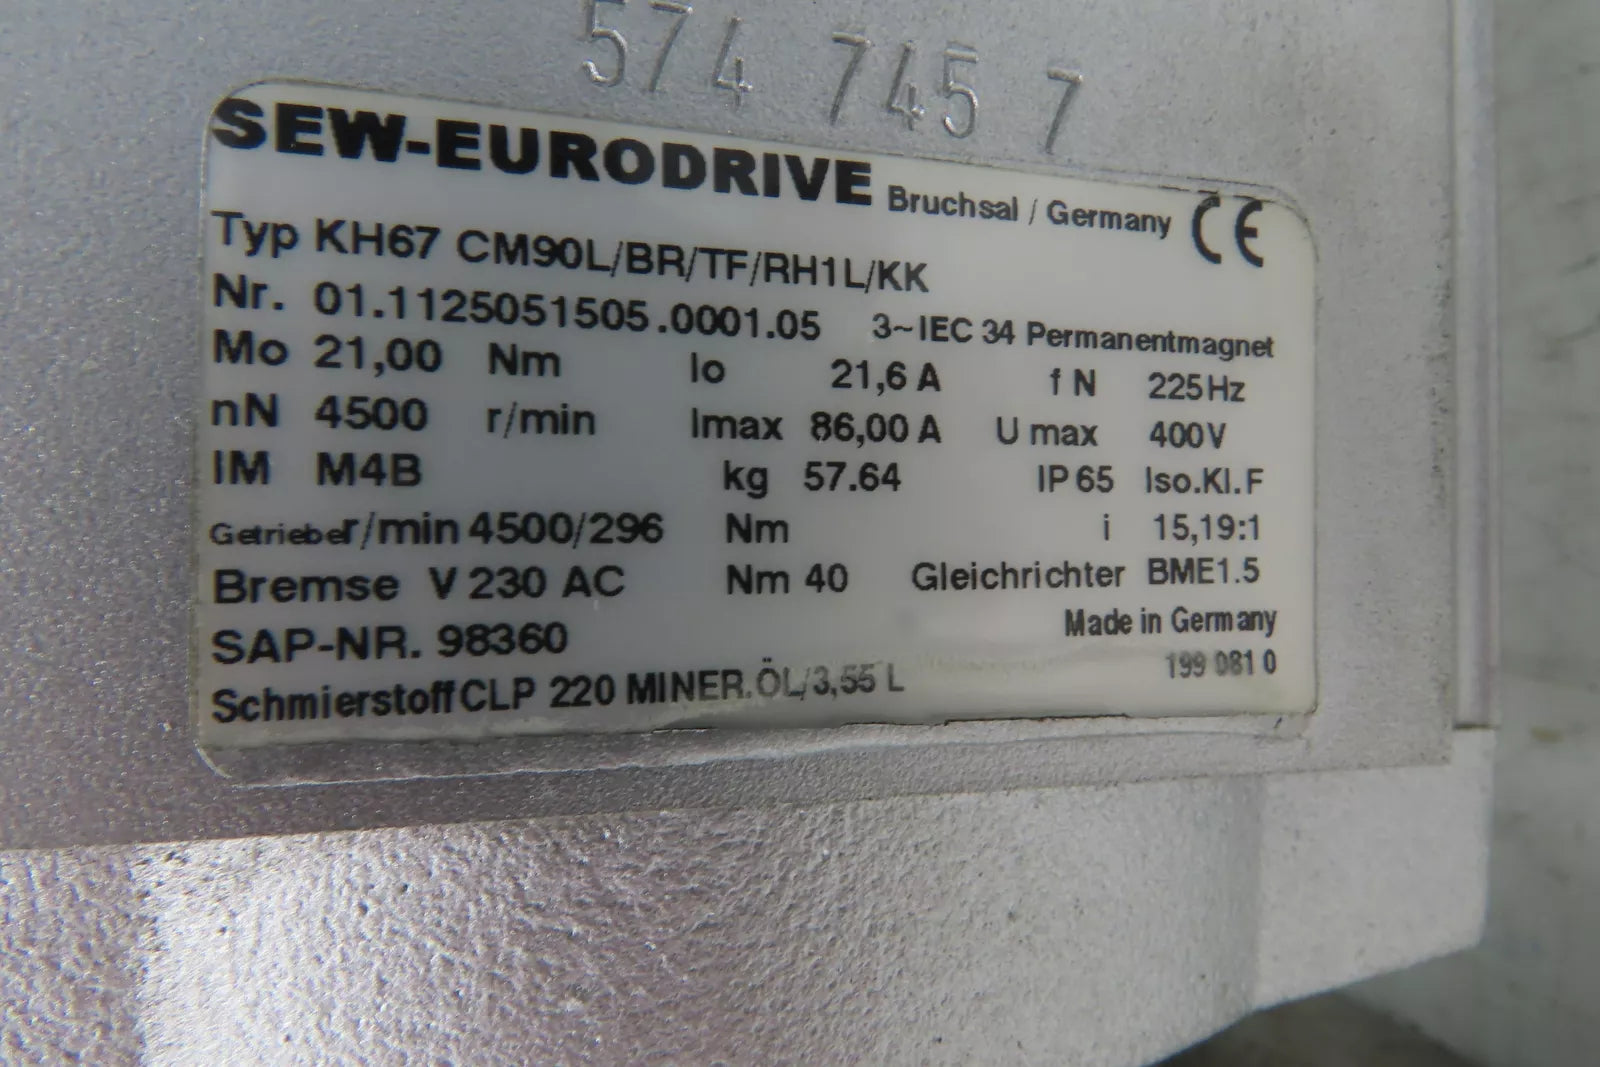 574 745 7
SEW-EURODRIVE Bruchsal / Germany CE
Typ KH67 CM90L/BR/TF/RH1L/KK
Nr. 01.1125051505.0001.05 3~IEC 34 Permanentmagnet
Mo 21,00 Nm Io 21,6 A f N 225Hz
nN 4500 r/min Imax 86,00 A U max 400V
IM M4B kg 57.64 IP 65 Iso.Kl.F
Getriebe r/min 4500/296 Nm i 15,19:1
Bremse V 230 AC Nm 40 Gleichrichter BME1.5
SAP-NR. 98360 Made in Germany
Schmierstoff CLP 220 MINER.ÖL/3,55 L 199 081 0